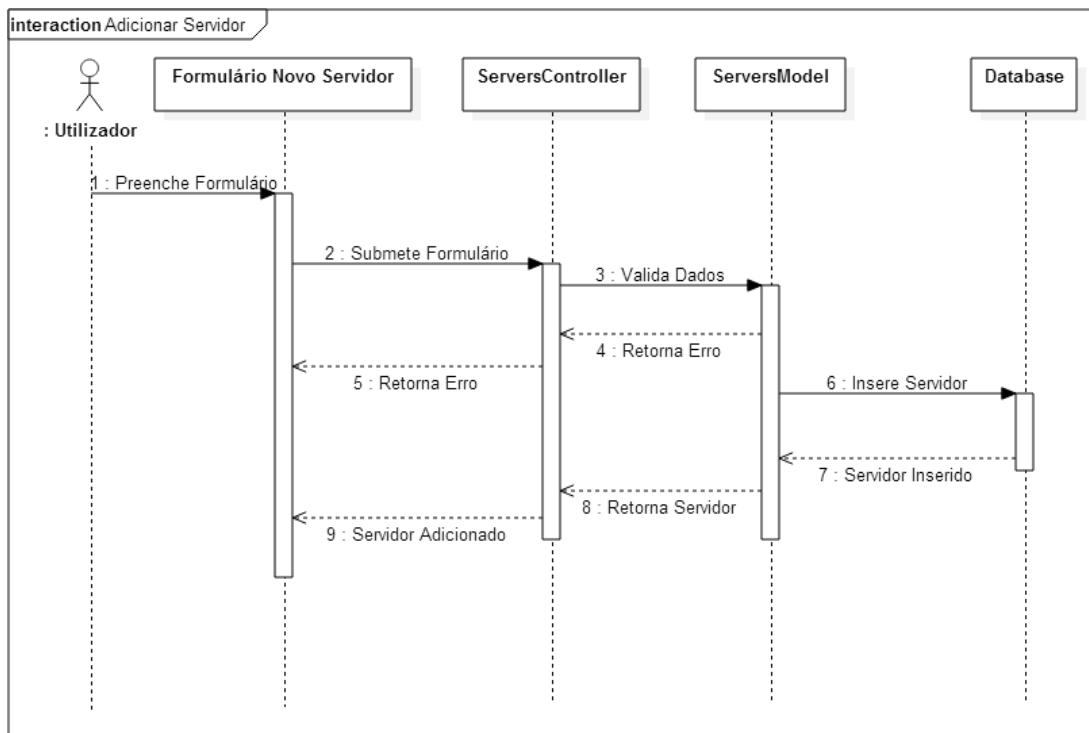 interaction Adicionar Servidor
Formulário Novo Servidor
ServersController
ServersModel
Database
: Utilizador
1 : Preenche Formulário
2 : Submete Formulário
3 : Valida Dados
4 : Retorna Erro
5 : Retorna Erro
6 : Insere Servidor
7 : Servidor Inserido
8 : Retorna Servidor
9 : Servidor Adicionado